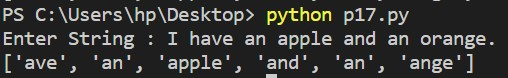 PS C:\Users\hp\Desktop> python p17.py
Enter String : I have an apple and an orange.
['ave', 'an', 'apple', 'and', 'an', 'ange']